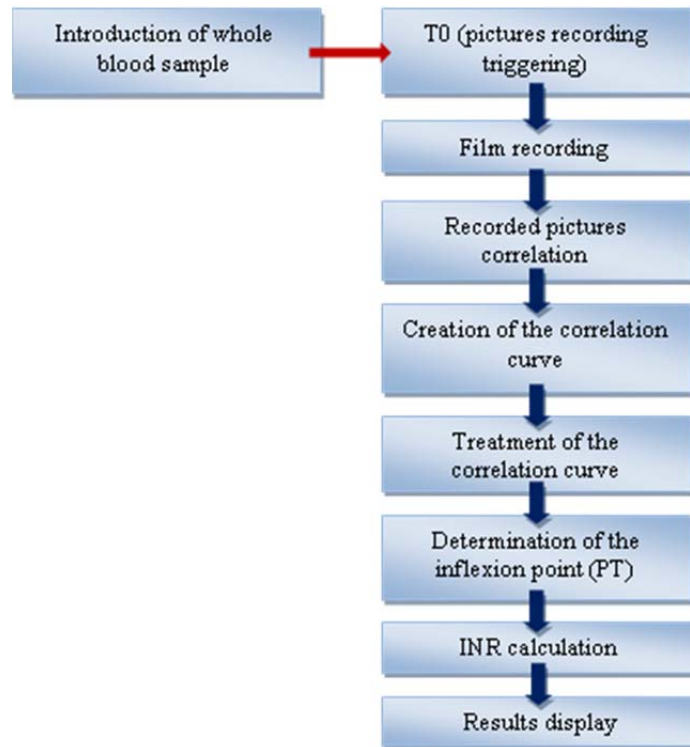 Introduction of whole
blood sample
T0 (pictures recording
triggering)
Film recording
Recorded pictures
correlation
Creation of the correlation
curve
Treatment of the
correlation curve
Determination of the
inflexion point (PT)
INR calculation
Results display